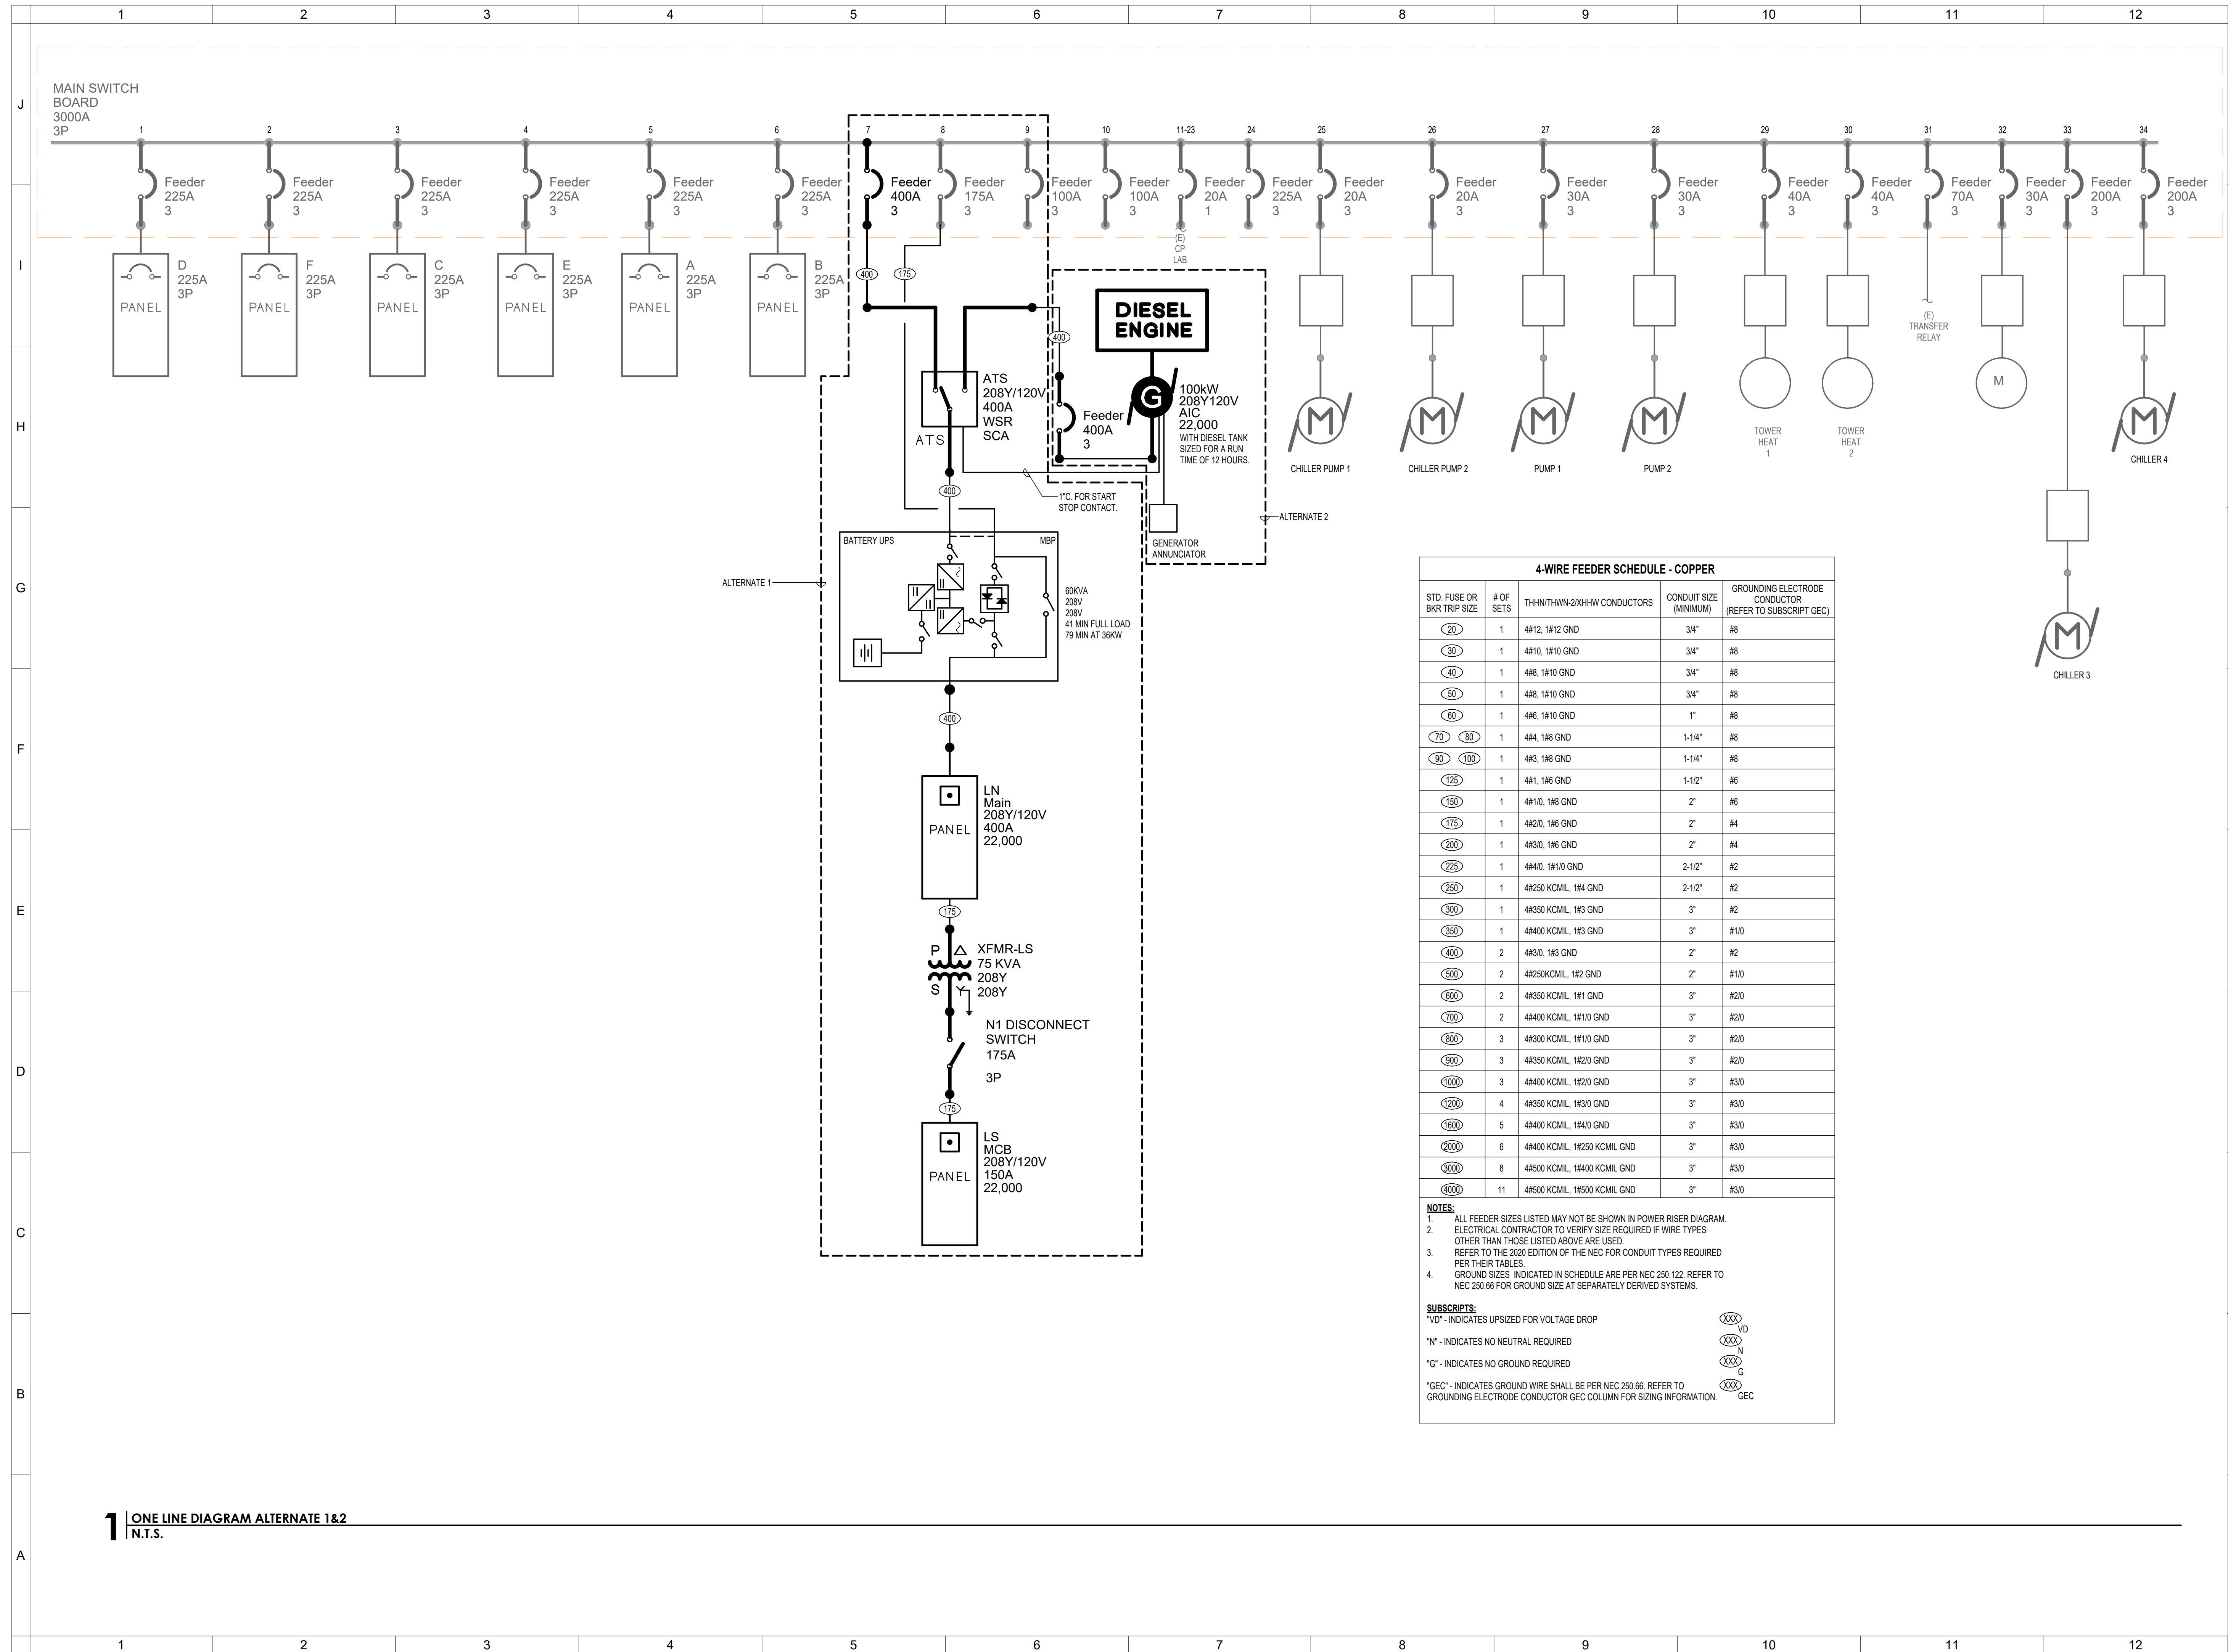 1 2 3 4 5 6 7 8 9 10 11 12
J
I
H
G
F
E
D
C
B
A
MAIN SWITCH
BOARD
3000A
3P
1 2 3 4 5 6 7 8 9 10 11-23 24 25 26 27 28 29 30 31 32 33 34
Feeder
225A
3
Feeder
225A
3
Feeder
225A
3
Feeder
225A
3
Feeder
225A
3
Feeder
225A
3
Feeder
400A
3
Feeder
175A
3
Feeder
100A
3
Feeder
100A
3
Feeder
20A
1
Feeder
225A
3
Feeder
20A
3
Feeder
20A
3
Feeder
30A
3
Feeder
30A
3
Feeder
40A
3
Feeder
40A
3
Feeder
70A
3
Feeder
30A
3
Feeder
200A
3
Feeder
200A
3
D
225A
3P
PANEL
F
225A
3P
PANEL
C
225A
3P
PANEL
E
225A
3P
PANEL
A
225A
3P
PANEL
B
225A
3P
PANEL
400
175
(E)
CP
LAB
DIESEL
ENGINE
400
G
100kW
208Y120V
AIC
22,000
WITH DIESEL TANK
SIZED FOR A RUN
TIME OF 12 HOURS.
Feeder
400A
3
ATS
208Y/120V
400A
WSR
SCA
ATS
400
1"C. FOR START
STOP CONTACT.
GENERATOR
ANNUNCIATOR
ALTERNATE 2
ALTERNATE 1
M
CHILLER PUMP 1
M
CHILLER PUMP 2
M
PUMP 1
M
PUMP 2
TOWER
HEAT
1
TOWER
HEAT
2
(E)
TRANSFER
RELAY
M
M
CHILLER 4
M
CHILLER 3
BATTERY UPS
MBP
60KVA
208V
208V
41 MIN FULL LOAD
79 MIN AT 36KW
400
LN
Main
208Y/120V
400A
22,000
PANEL
175
P
S
XFMR-LS
75 KVA
208Y
208Y
N1 DISCONNECT
SWITCH
175A
3P
175
LS
MCB
208Y/120V
150A
22,000
PANEL
4-WIRE FEEDER SCHEDULE - COPPER
STD. FUSE OR
BKR TRIP SIZE
# OF
SETS
THHN/THWN-2/XHHW CONDUCTORS
CONDUIT SIZE
(MINIMUM)
GROUNDING ELECTRODE
CONDUCTOR
(REFER TO SUBSCRIPT GEC)
20 1 4#12, 1#12 GND 3/4" #8
30 1 4#10, 1#10 GND 3/4" #8
40 1 4#8, 1#10 GND 3/4" #8
50 1 4#8, 1#10 GND 3/4" #8
60 1 4#6, 1#10 GND 1" #8
70 80 1 4#4, 1#8 GND 1-1/4" #8
90 100 1 4#3, 1#8 GND 1-1/4" #8
125 1 4#1, 1#6 GND 1-1/2" #6
150 1 4#1/0, 1#8 GND 2" #6
175 1 4#2/0, 1#6 GND 2" #4
200 1 4#3/0, 1#6 GND 2" #4
225 1 4#4/0, 1#1/0 GND 2-1/2" #2
250 1 4#250 KCMIL, 1#4 GND 2-1/2" #2
300 1 4#350 KCMIL, 1#3 GND 3" #2
350 1 4#400 KCMIL, 1#3 GND 3" #1/0
400 2 4#3/0, 1#3 GND 2" #2
500 2 4#250KCMIL, 1#2 GND 2" #1/0
600 2 4#350 KCMIL, 1#1 GND 3" #2/0
700 2 4#400 KCMIL, 1#1/0 GND 3" #2/0
800 3 4#300 KCMIL, 1#1/0 GND 3" #2/0
900 3 4#350 KCMIL, 1#2/0 GND 3" #2/0
1000 3 4#400 KCMIL, 1#2/0 GND 3" #3/0
1200 4 4#350 KCMIL, 1#3/0 GND 3" #3/0
1600 5 4#400 KCMIL, 1#4/0 GND 3" #3/0
2000 6 4#400 KCMIL, 1#250 KCMIL GND 3" #3/0
3000 8 4#500 KCMIL, 1#400 KCMIL GND 3" #3/0
4000 11 4#500 KCMIL, 1#500 KCMIL GND 3" #3/0
NOTES:
1. ALL FEEDER SIZES LISTED MAY NOT BE SHOWN IN POWER RISER DIAGRAM.
2. ELECTRICAL CONTRACTOR TO VERIFY SIZE REQUIRED IF WIRE TYPES
OTHER THAN THOSE LISTED ABOVE ARE USED.
3. REFER TO THE 2020 EDITION OF THE NEC FOR CONDUIT TYPES REQUIRED
PER THEIR TABLES.
4. GROUND SIZES INDICATED IN SCHEDULE ARE PER NEC 250.122. REFER TO
NEC 250.66 FOR GROUND SIZE AT SEPARATELY DERIVED SYSTEMS.
SUBSCRIPTS:
"VD" - INDICATES UPSIZED FOR VOLTAGE DROP XXX
VD
"N" - INDICATES NO NEUTRAL REQUIRED XXX
N
"G" - INDICATES NO GROUND REQUIRED XXX
G
"GEC" - INDICATES GROUND WIRE SHALL BE PER NEC 250.66. REFER TO XXX
GROUNDING ELECTRODE CONDUCTOR GEC COLUMN FOR SIZING INFORMATION. GEC
1 ONE LINE DIAGRAM ALTERNATE 1&2
N.T.S.
1 2 3 4 5 6 7 8 9 10 11 12